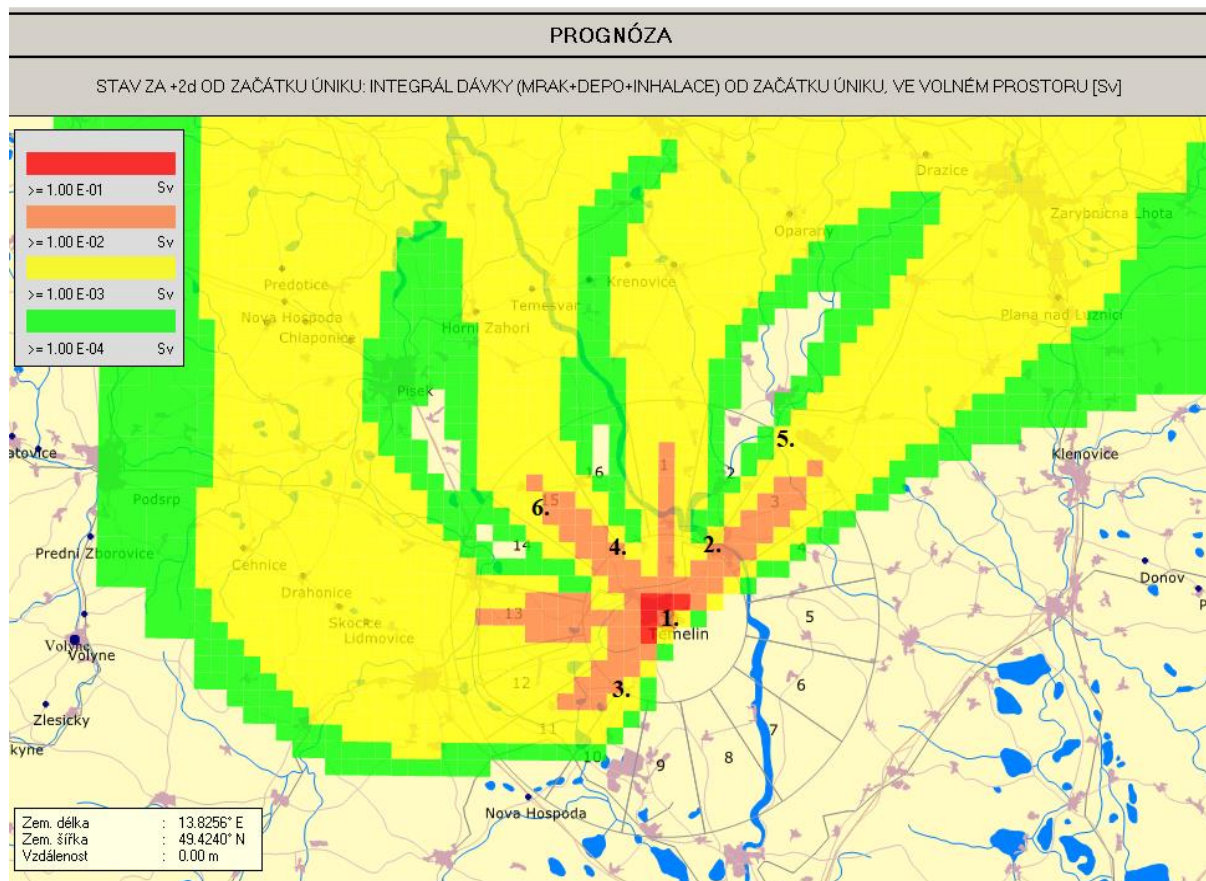 PROGNÓZA
STAV ZA +2d OD ZAČÁTKU ÚNIKU: INTEGRÁL DÁVKY (MRAK+DEPO+INHALACE) OD ZAČÁTKU ÚNIKU, VE VOLNÉM PROSTORU [Sv]
>= 1.00 E-01 Sv
>= 1.00 E-02 Sv
>= 1.00 E-03 Sv
>= 1.00 E-04 Sv
Drazice
Zarybnicna Lhota
Oparany
Krenovice
Predotice
Temesvar
Nova Hospoda
Horni Zahori
Chlaponice
Plana nad Luznici
Pisek
5.
atovice
Klenovice
1
2
16
3
15
6.
Podsrp
14
4.
2.
4
Predni Zborovice
Cehnice
Donov
P
Drahonice
13
5
Skocice
1.
Lidmovice
Temelin
Volyne
Volyne
12
3.
6
Zlesicky
11
7
kyne
10
9
8
Nova Hospoda
Zem. délka : 13.8256° E
Zem. šířka : 49.4240° N
Vzdálenost : 0.00 m